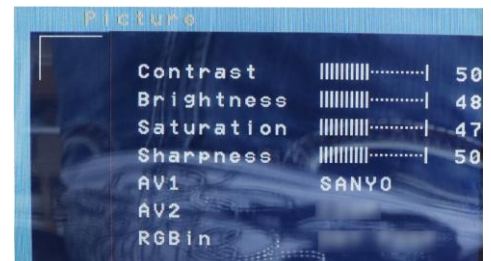 Picture
Contrast 50
Brightness 48
Saturation 47
Sharpness 50
AV1 SANYO
AV2
RGBin